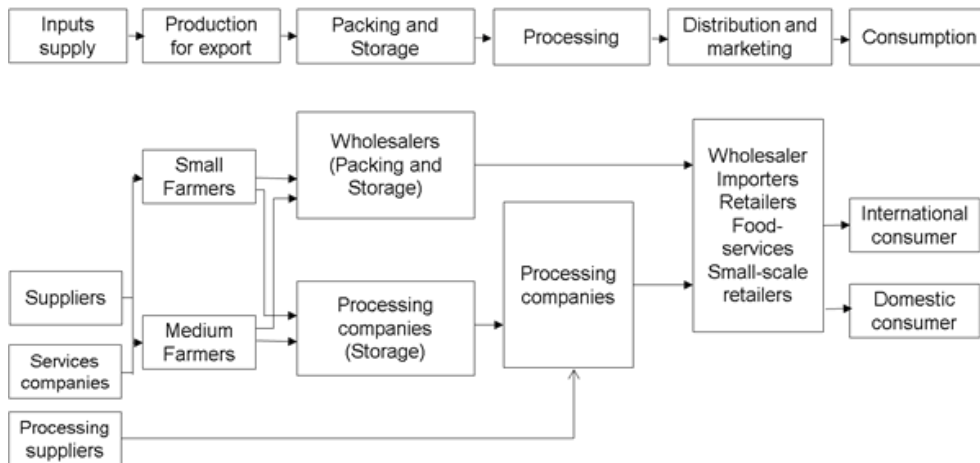 Inputs
supply
Production
for export
Packing and
Storage
Processing
Distribution and
marketing
Consumption
Wholesalers
(Packing and
Storage)
Small
Farmers
Wholesaler
Importers
Retailers
Food-
services
Small-scale
retailers
International
consumer
Processing
companies
Suppliers
Processing
companies
(Storage)
Domestic
consumer
Medium
Farmers
Services
companies
Processing
suppliers